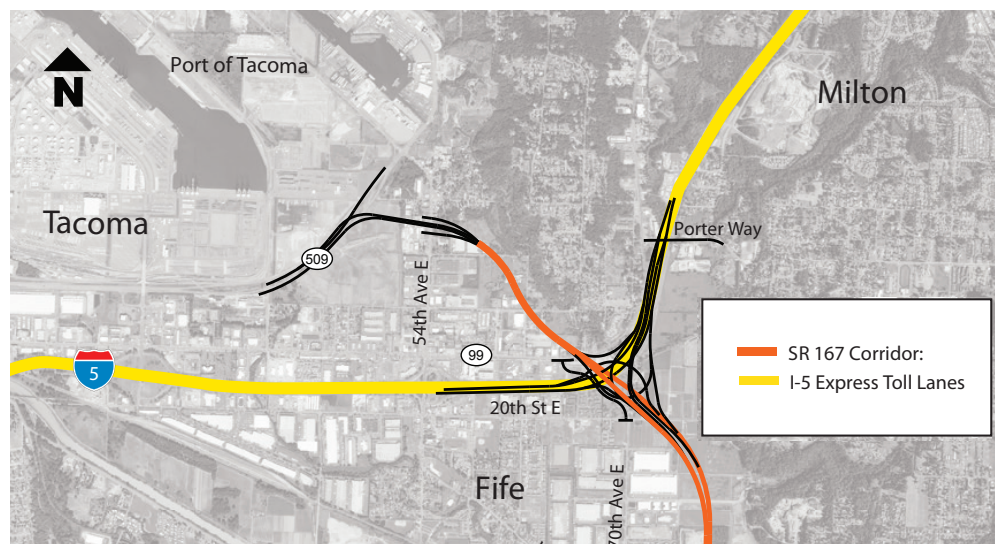 Port of Tacoma
N
Milton
Tacoma
Porter Way
509
54th Ave E
99
5
SR 167 Corridor:
I-5 Express Toll Lanes
20th St E
Fife
70th Ave E